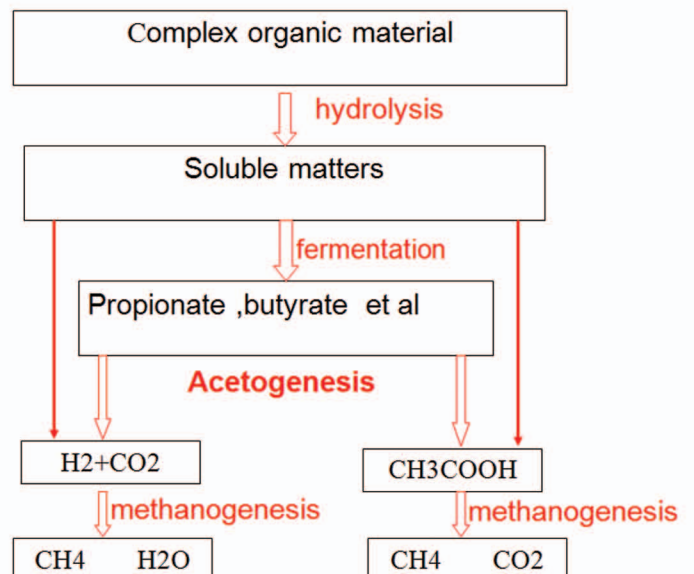 Complex organic material
hydrolysis
Soluble matters
fermentation
Propionate ,butyrate et al
Acetogenesis
H2+CO2
CH3COOH
methanogenesis
methanogenesis
CH4 H2O
CH4 CO2